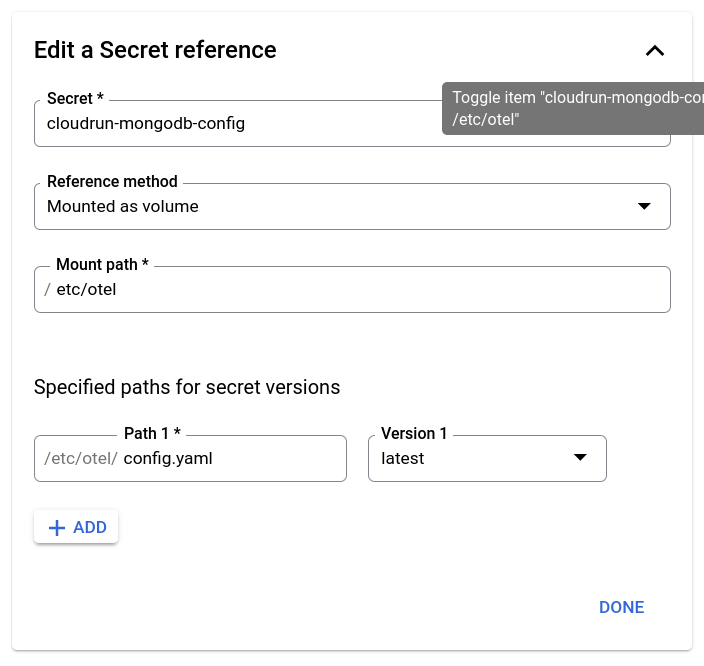 Edit a Secret reference
Toggle item "cloudrun-mongodb-con
/etc/otel"
Secret *
cloudrun-mongodb-config
Reference method
Mounted as volume
Mount path *
/ etc/otel
Specified paths for secret versions
Path 1 * Version 1
/etc/otel/ config.yaml latest
+ ADD
DONE